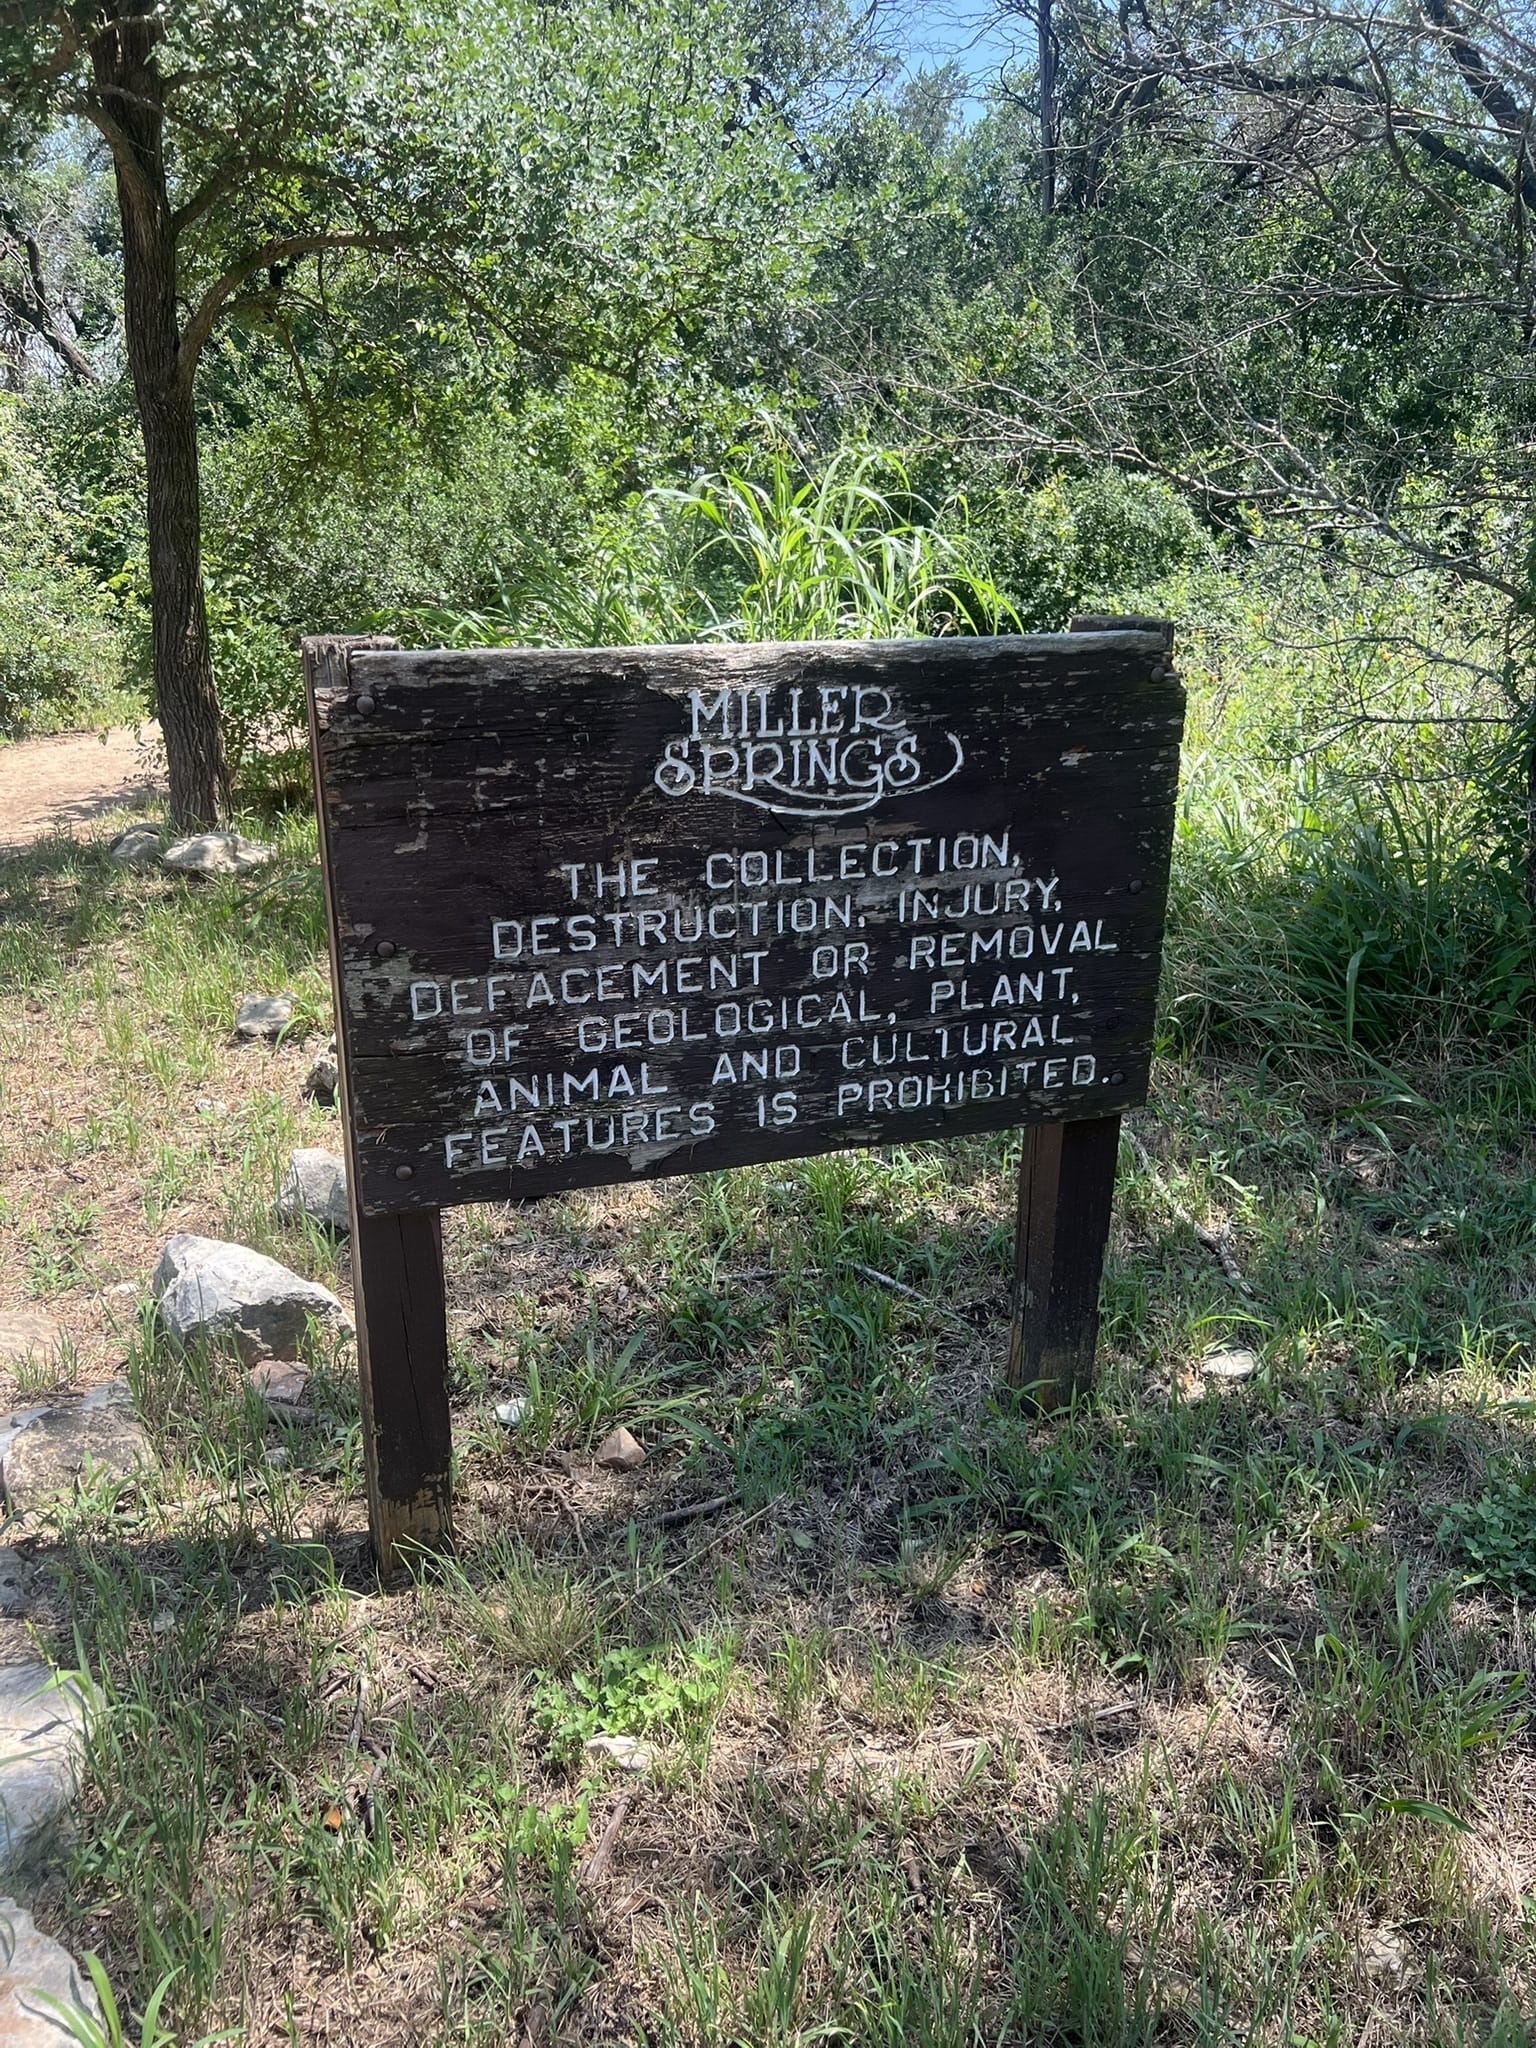 MILLER
SPRINGS
THE COLLECTION,
DESTRUCTION, INJURY,
DEFACEMENT OR REMOVAL
OF GEOLOGICAL, PLANT,
ANIMAL AND CULTURAL
FEATURES IS PROHIBITED.